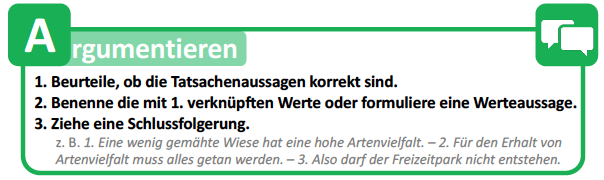 Argumentieren
1. Beurteile, ob die Tatsachenaussagen korrekt sind.
2. Benenne die mit 1. verknüpften Werte oder formuliere eine Werteaussage.
3. Ziehe eine Schlussfolgerung.
z. B. 1. Eine wenig gemähte Wiese hat eine hohe Artenvielfalt. – 2. Für den Erhalt von
Artenvielfalt muss alles getan werden. – 3. Also darf der Freizeitpark nicht entstehen.